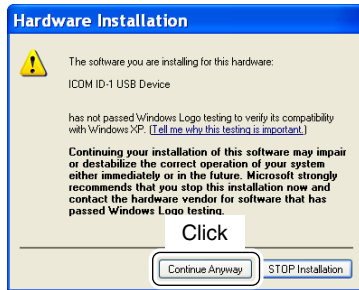 Hardware Installation
The software you are installing for this hardware:
ICOM ID-1 USB Device
has not passed Windows Logo testing to verify its compatibility
with Windows XP. (Tell me why this testing is important.)
Continuing your installation of this software may impair
or destabilize the correct operation of your system
either immediately or in the future. Microsoft strongly
recommends that you stop this installation now and
contact the hardware vendor for software that has
passed Windows Logo testing.
Click
Continue Anyway
STOP Installation